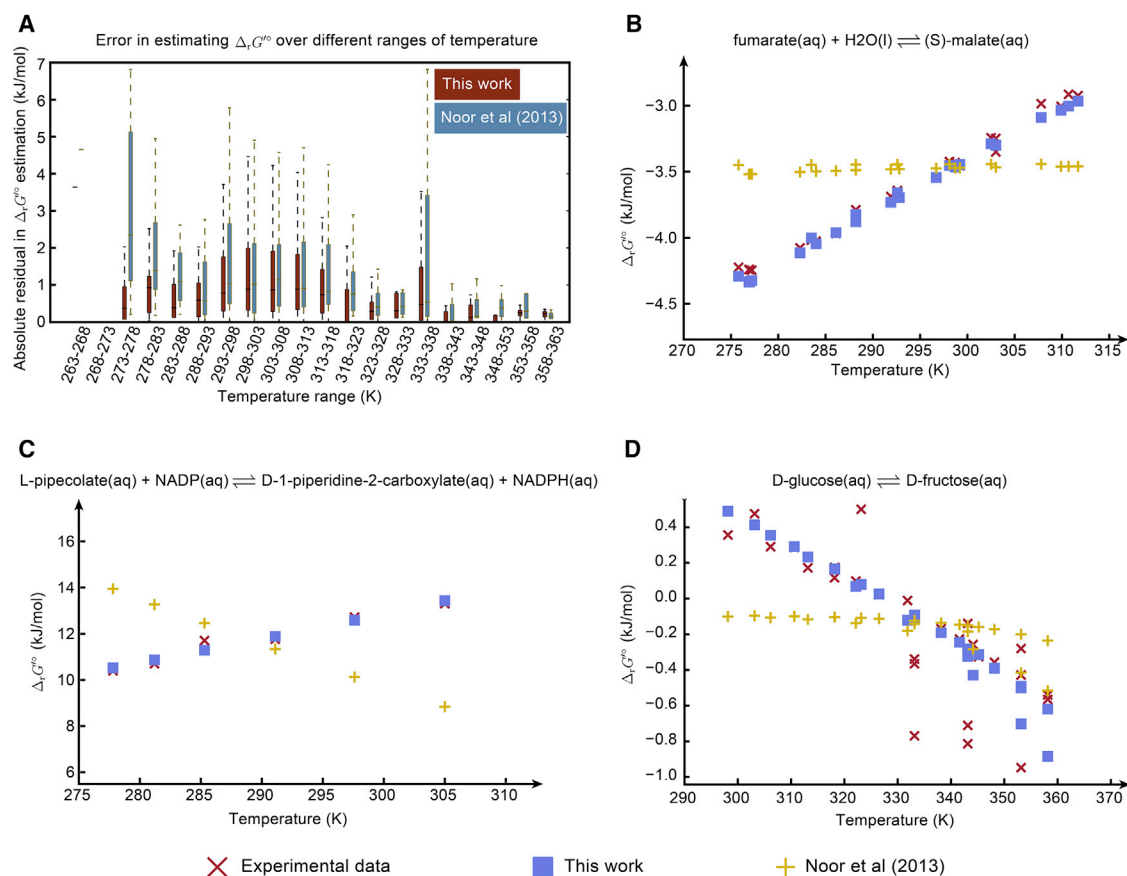 A
Error in estimating ΔrG′° over different ranges of temperature
Absolute residual in ΔrG′° estimation (kJ/mol)
7
6
5
4
3
2
1
0
This work
Noor et al (2013)
263-268
268-273
273-278
278-283
283-288
288-293
293-298
298-303
303-308
308-313
313-318
318-323
323-328
328-333
333-338
338-343
343-348
348-353
353-358
358-363
Temperature range (K)
B
fumarate(aq) + H2O(l) ⇌ (S)-malate(aq)
ΔrG′° (kJ/mol)
−3.0
−3.5
−4.0
−4.5
270 275 280 285 290 295 300 305 310 315
Temperature (K)
C
L-pipecolate(aq) + NADP(aq) ⇌ D-1-piperidine-2-carboxylate(aq) + NADPH(aq)
ΔrG′° (kJ/mol)
16
14
12
10
8
6
275 280 285 290 295 300 305 310
Temperature (K)
D
D-glucose(aq) ⇌ D-fructose(aq)
ΔrG′° (kJ/mol)
0.4
0.2
0.0
−0.2
−0.4
−0.6
−0.8
−1.0
290 300 310 320 330 340 350 360 370
Temperature (K)
Experimental data
This work
Noor et al (2013)